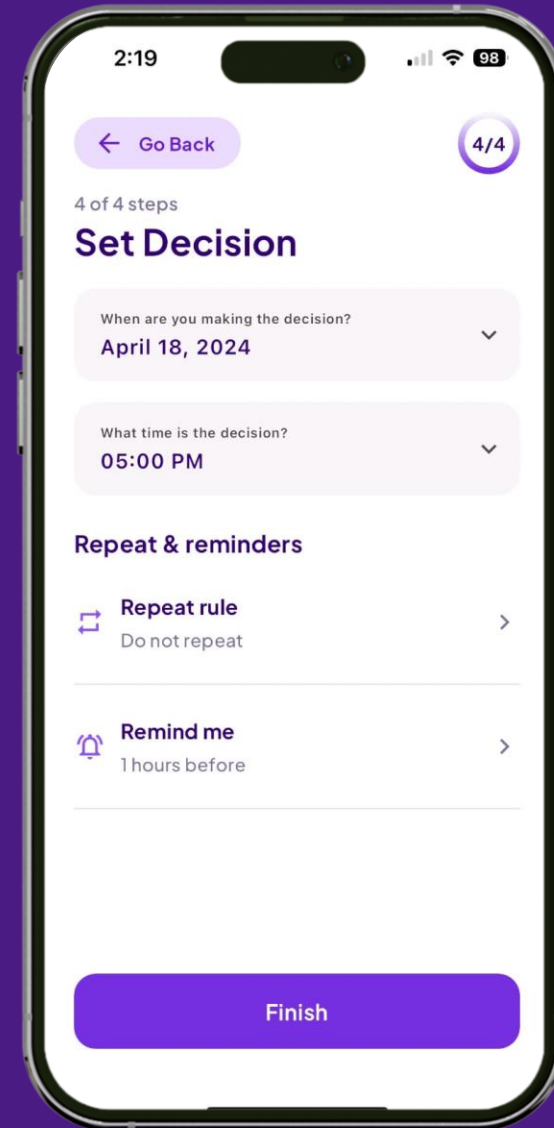 2:19
98
Go Back
4/4
4 of 4 steps
Set Decision
When are you making the decision?
April 18, 2024
What time is the decision?
05:00 PM
Repeat & reminders
Repeat rule
Do not repeat
Remind me
1 hours before
Finish